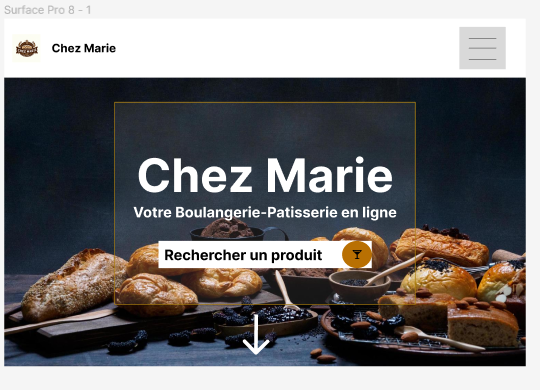 Surface Pro 8 - 1
Chez Marie
Chez Marie
Votre Boulangerie-Patisserie en ligne
Rechercher un produit